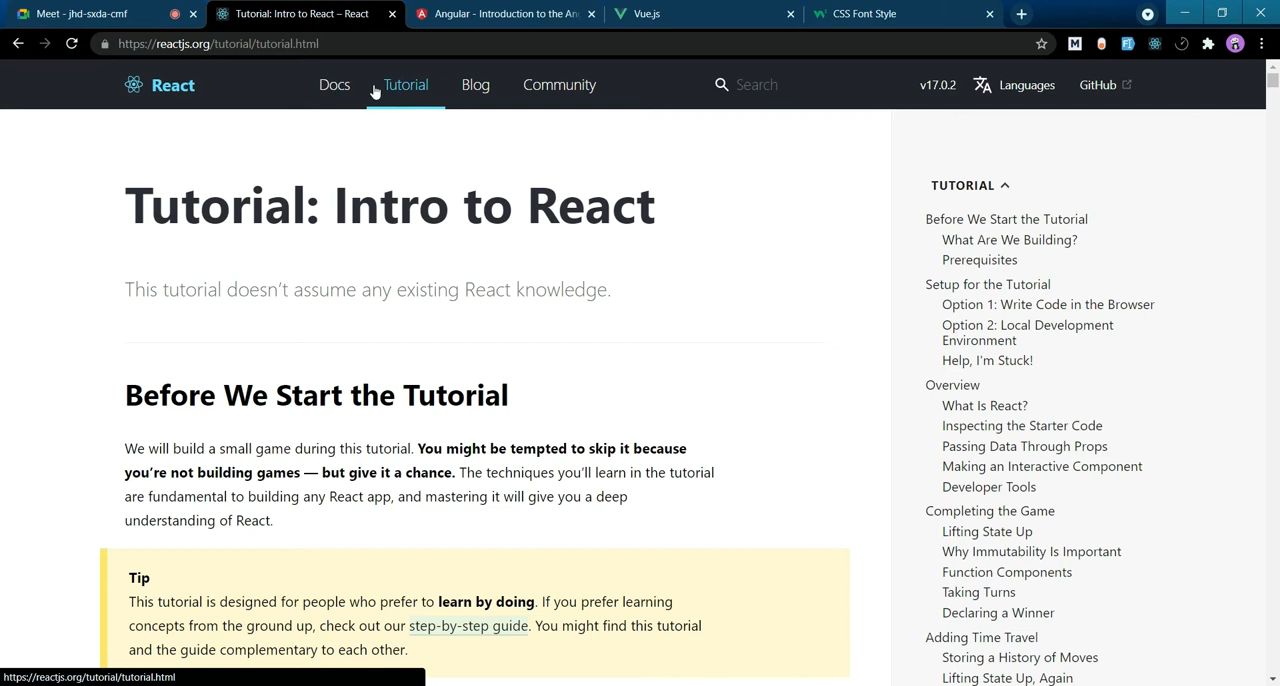 Meet - jhd-sxda-cmf
Tutorial: Intro to React – React
Angular - Introduction to the An
Vue.js
CSS Font Style
https://reactjs.org/tutorial/tutorial.html
React
Docs
Tutorial
Blog
Community
Search
v17.0.2
Languages
GitHub
Tutorial: Intro to React
This tutorial doesn't assume any existing React knowledge.
Before We Start the Tutorial
We will build a small game during this tutorial. You might be tempted to skip it because
you're not building games — but give it a chance. The techniques you'll learn in the tutorial
are fundamental to building any React app, and mastering it will give you a deep
understanding of React.
Tip
This tutorial is designed for people who prefer to learn by doing. If you prefer learning
concepts from the ground up, check out our step-by-step guide. You might find this tutorial
and the guide complementary to each other.
TUTORIAL
Before We Start the Tutorial
What Are We Building?
Prerequisites
Setup for the Tutorial
Option 1: Write Code in the Browser
Option 2: Local Development
Environment
Help, I'm Stuck!
Overview
What Is React?
Inspecting the Starter Code
Passing Data Through Props
Making an Interactive Component
Developer Tools
Completing the Game
Lifting State Up
Why Immutability Is Important
Function Components
Taking Turns
Declaring a Winner
Adding Time Travel
Storing a History of Moves
Lifting State Up, Again
https://reactjs.org/tutorial/tutorial.html